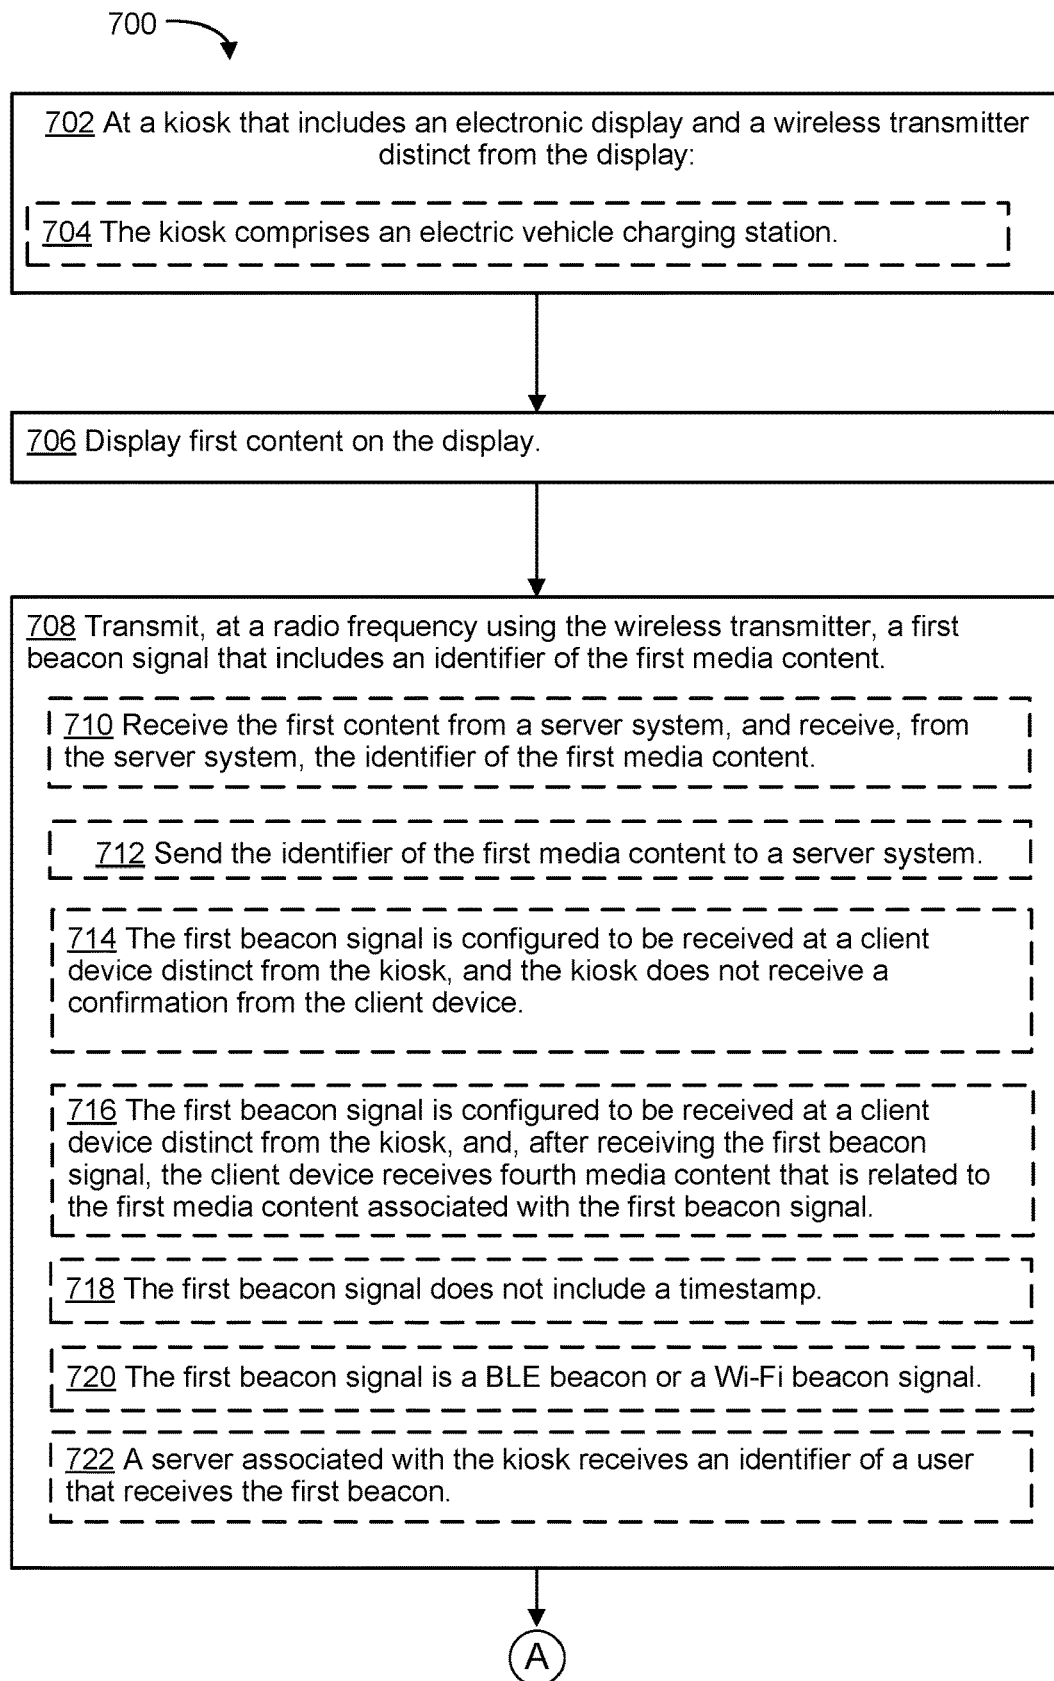 700
702 At a kiosk that includes an electronic display and a wireless transmitter
distinct from the display:
704 The kiosk comprises an electric vehicle charging station.
706 Display first content on the display.
708 Transmit, at a radio frequency using the wireless transmitter, a first
beacon signal that includes an identifier of the first media content.
710 Receive the first content from a server system, and receive, from
the server system, the identifier of the first media content.
712 Send the identifier of the first media content to a server system.
714 The first beacon signal is configured to be received at a client
device distinct from the kiosk, and the kiosk does not receive a
confirmation from the client device.
716 The first beacon signal is configured to be received at a client
device distinct from the kiosk, and, after receiving the first beacon
signal, the client device receives fourth media content that is related to
the first media content associated with the first beacon signal.
718 The first beacon signal does not include a timestamp.
720 The first beacon signal is a BLE beacon or a Wi-Fi beacon signal.
722 A server associated with the kiosk receives an identifier of a user
that receives the first beacon.
A